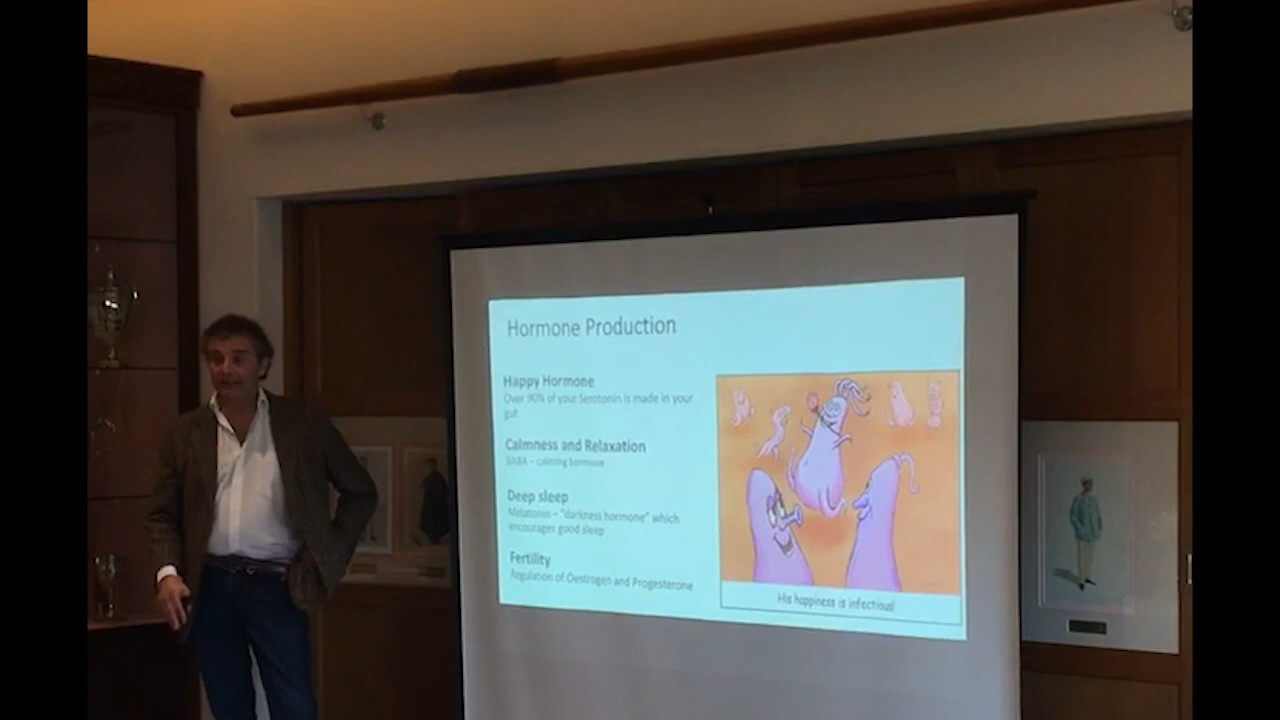 Hormone Production
Happy Hormone
Over 90% of your Serotonin is made in your
gut
Calmness and Relaxation
GABA – calming hormone
Deep sleep
Melatonin – "darkness hormone" which
encourages good sleep
Fertility
Regulation of Oestrogen and Progesterone
His happiness is infectious!